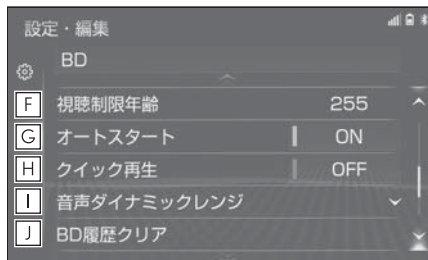 設定・編集
BD
F 視聴制限年齢 255
G オートスタート ON
H クイック再生 OFF
I 音声ダイナミックレンジ
J BD履歴クリア